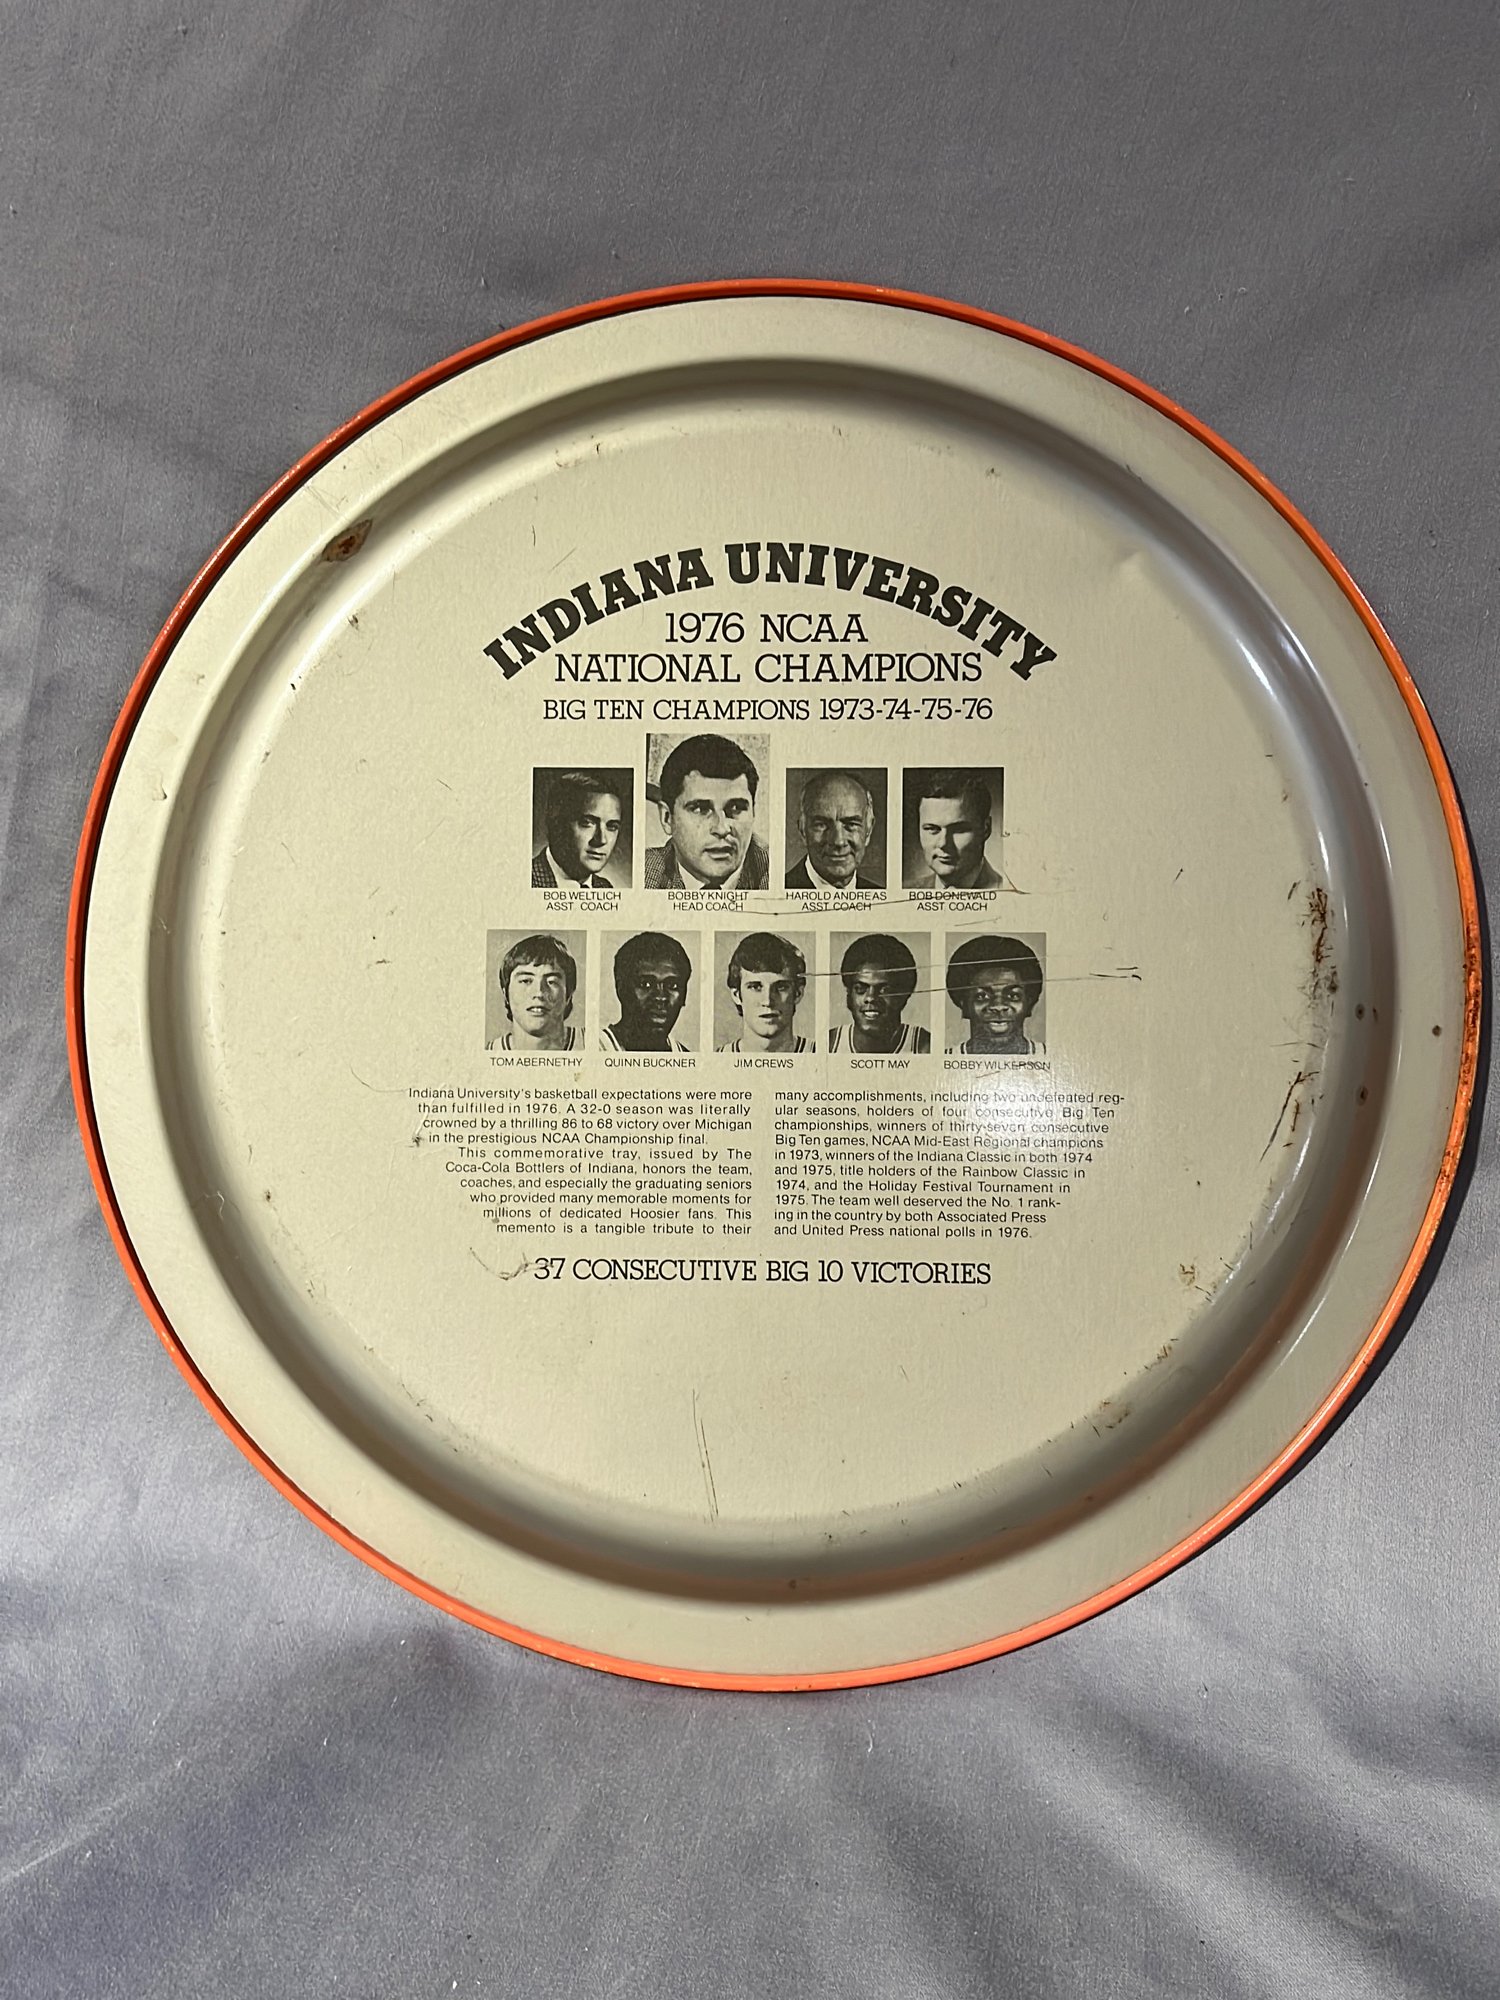 INDIANA UNIVERSITY
1976 NCAA
NATIONAL CHAMPIONS
BIG TEN CHAMPIONS 1973-74-75-76
BOB WELTLICH
ASST. COACH
BOBBY KNIGHT
HEAD COACH
HAROLD ANDREAS
ASST. COACH
BOB DONEWALD
ASST. COACH
TOM ABERNETHY
QUINN BUCKNER
JIM CREWS
SCOTT MAY
BOBBY WILKERSON
Indiana University's basketball expectations were more
than fulfilled in 1976. A 32-0 season was literally
crowned by a thrilling 86 to 68 victory over Michigan
in the prestigious NCAA Championship final.
This commemorative tray, issued by The
Coca-Cola Bottlers of Indiana, honors the team,
coaches, and especially the graduating seniors
who provided many memorable moments for
millions of dedicated Hoosier fans. This
memento is a tangible tribute to their
many accomplishments, including two undefeated reg-
ular seasons, holders of four consecutive Big Ten
championships, winners of thirty-seven consecutive
Big Ten games, NCAA Mid-East Regional champions
in 1973, winners of the Indiana Classic in both 1974
and 1975, title holders of the Rainbow Classic in
1974, and the Holiday Festival Tournament in
1975. The team well deserved the No. 1 rank-
ing in the country by both Associated Press
and United Press national polls in 1976.
37 CONSECUTIVE BIG 10 VICTORIES